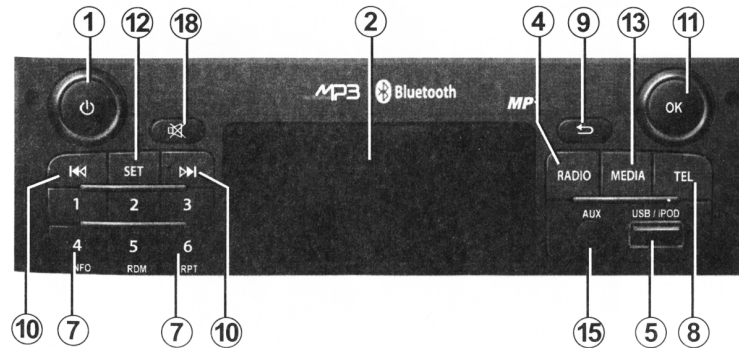 1 12 18 2 4 9 13 11
MP3 Bluetooth MP
OK
SET RADIO MEDIA TEL
1 2 3 AUX USB / iPOD
4 5 6
NFO RDM RPT
10 7 7 10 15 5 8